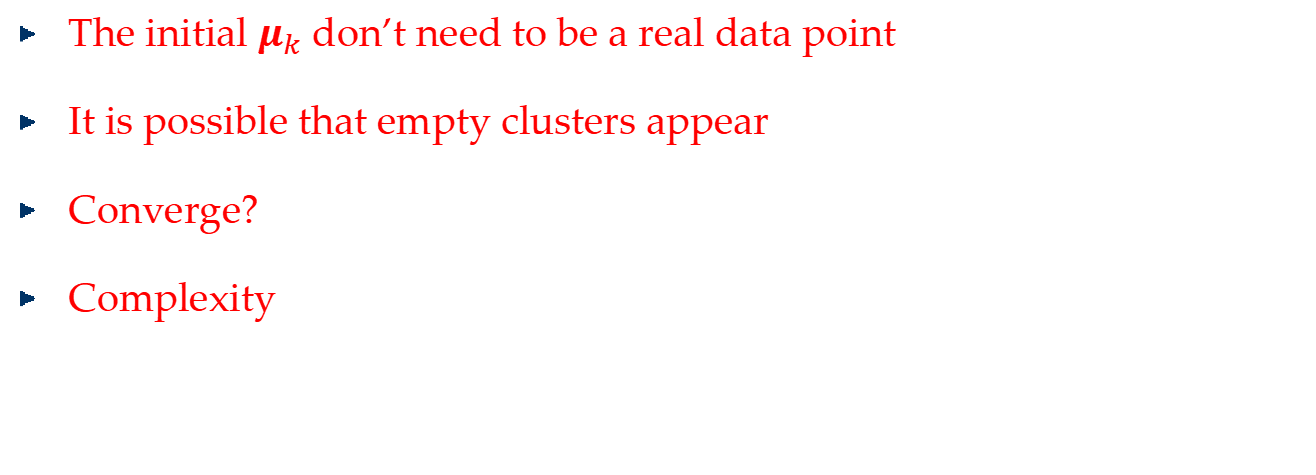 ► The initial 𝝁ₖ don’t need to be a real data point
► It is possible that empty clusters appear
► Converge?
► Complexity